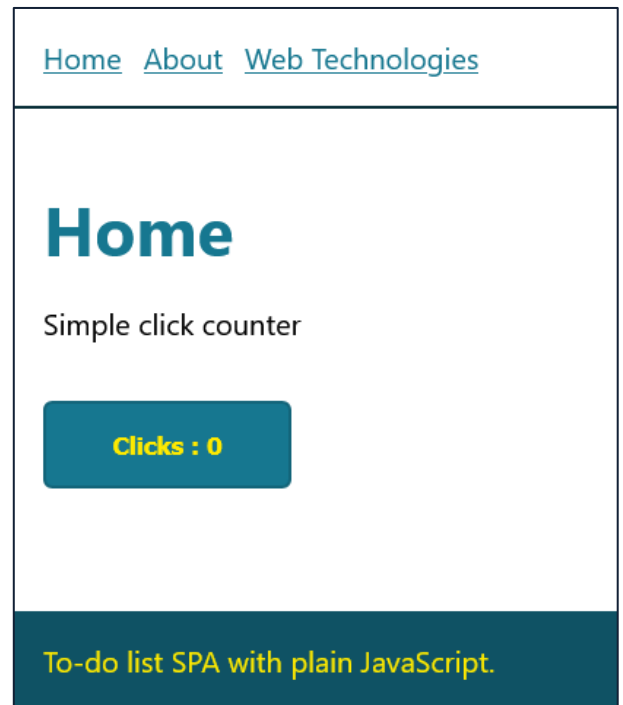 Home About Web Technologies
Home
Simple click counter
Clicks : 0
To-do list SPA with plain JavaScript.